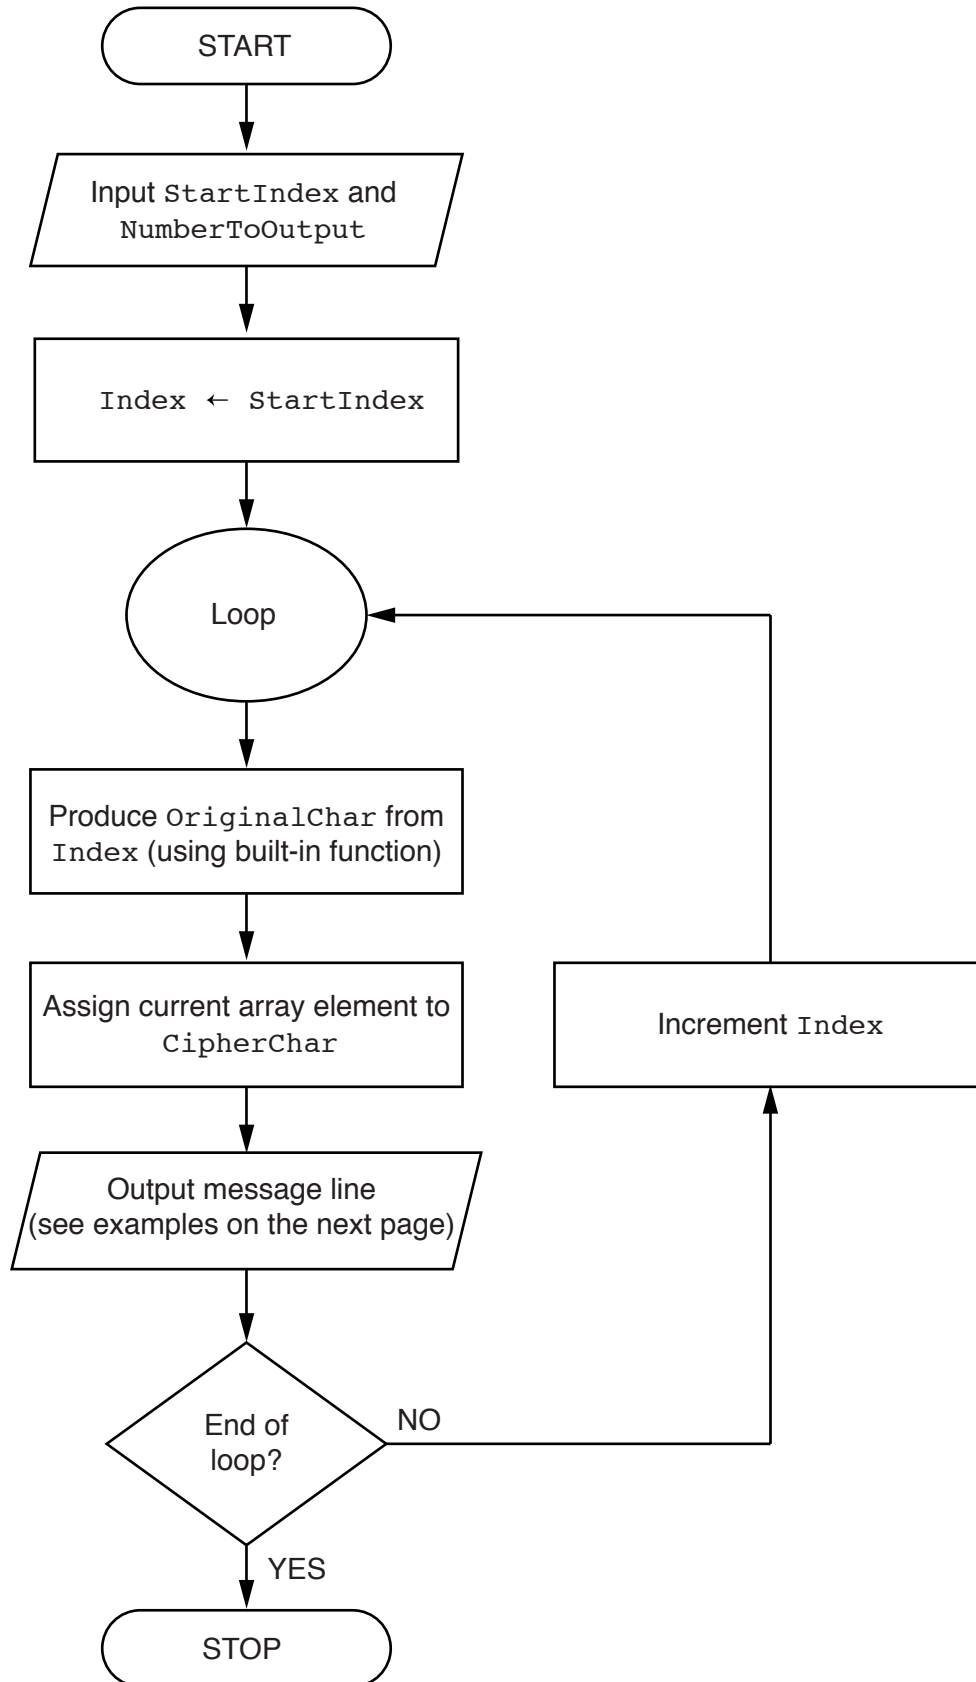 START
Input StartIndex and
NumberToOutput
Index ← StartIndex
Loop
Produce OriginalChar from
Index (using built-in function)
Assign current array element to
CipherChar
Increment Index
Output message line
(see examples on the next page)
End of
loop?
NO
YES
STOP